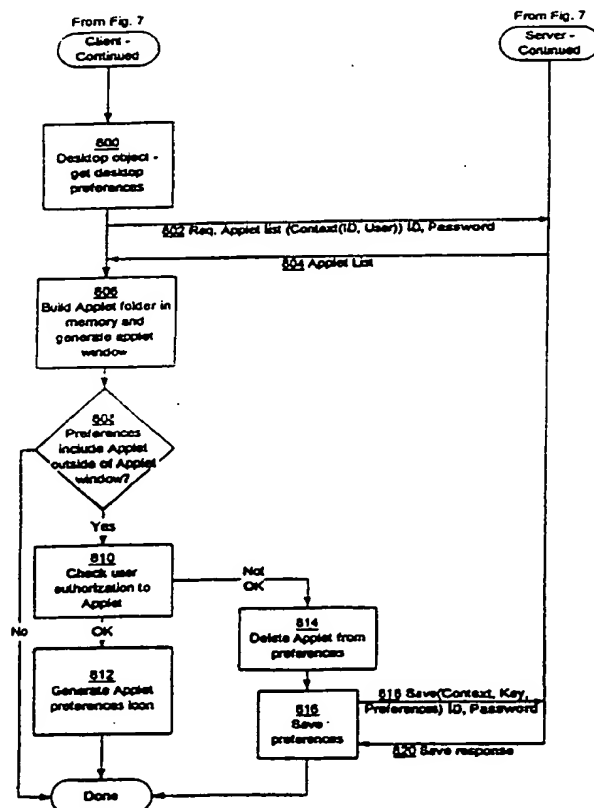 From Fig. 7
Client -
Continued
From Fig. 7
Server -
Continued
800
Desktop object -
get desktop
preferences
802 Req. Applet list (Context(ID, User)) ID, Password
804 Applet List
806
Build Applet folder in
memory and
generate applet
window
Preferences
include Applet
outside of Applet
window?
Yes
No
810
Check user
authorization to
Applet
Not
OK
OK
812
Generate Applet
preferences icon
814
Delete Applet from
preferences
816
Save
preferences
818 Save(Context, Key,
Preferences) ID, Password
820 Save response
Done